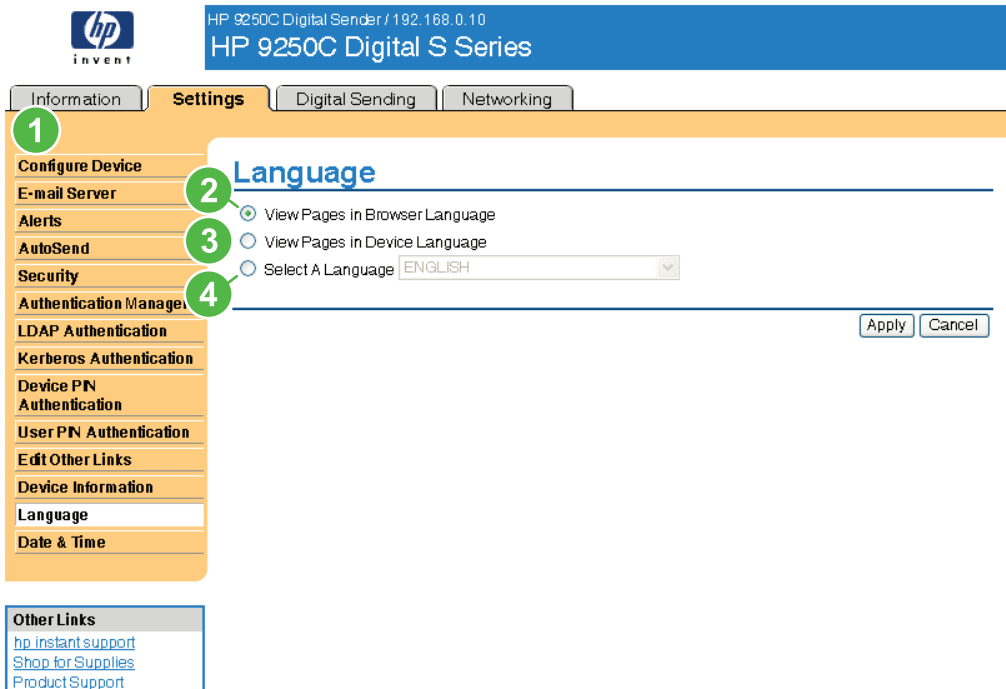 hp
invent
HP 9250C Digital Sender / 192.168.0.10
HP 9250C Digital S Series
Information
Settings
Digital Sending
Networking
1
Configure Device
E-mail Server
Alerts
AutoSend
Security
Authentication Manager
LDAP Authentication
Kerberos Authentication
Device PIN
Authentication
User PIN Authentication
Edit Other Links
Device Information
Language
Date & Time
Other Links
hp instant support
Shop for Supplies
Product Support
Language
2
View Pages in Browser Language
3
View Pages in Device Language
4
Select A Language ENGLISH
Apply
Cancel